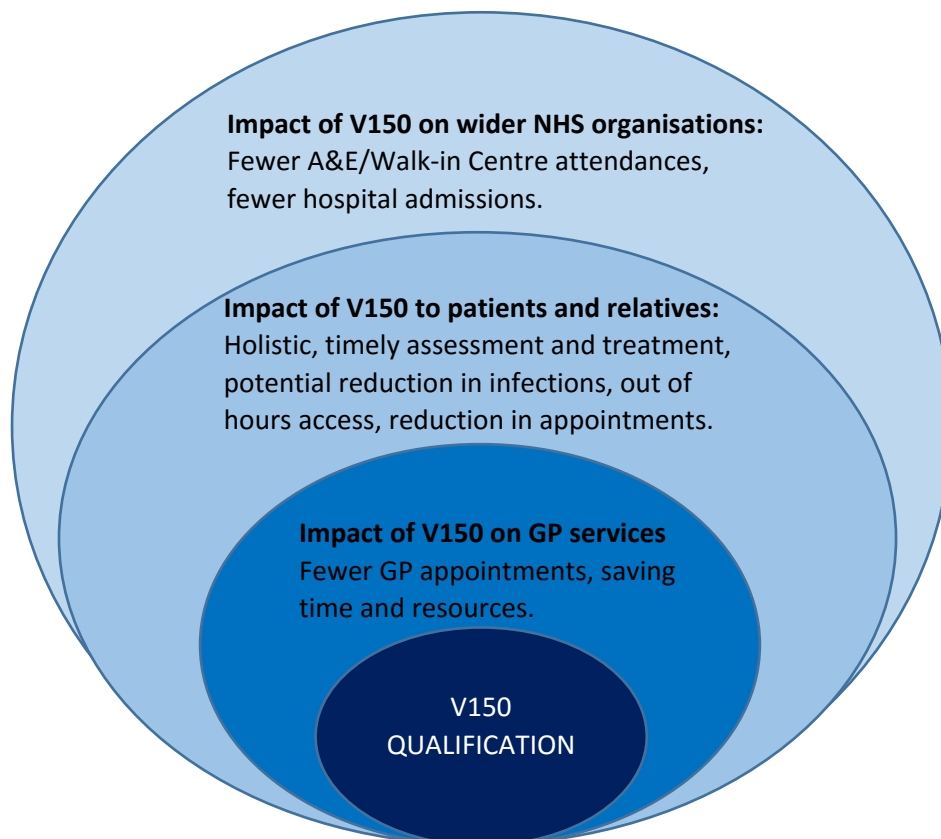 Impact of V150 on wider NHS organisations:
Fewer A&E/Walk-in Centre attendances,
fewer hospital admissions.
Impact of V150 to patients and relatives:
Holistic, timely assessment and treatment,
potential reduction in infections, out of
hours access, reduction in appointments.
Impact of V150 on GP services
Fewer GP appointments, saving
time and resources.
V150
QUALIFICATION